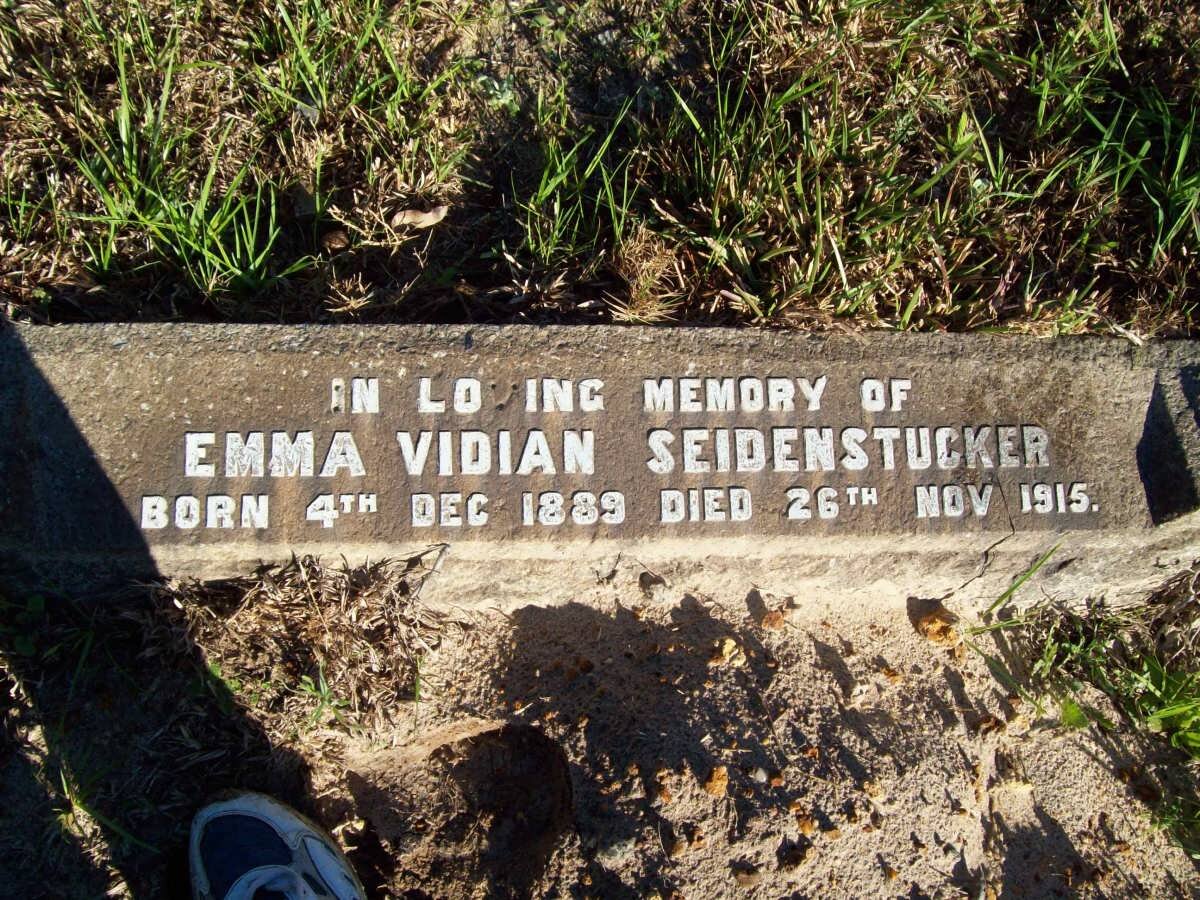 IN LO ING MEMORY OF
EMMA VIDIAN SEIDENSTUCKER
BORN 4TH DEC 1889 DIED 26TH NOV 1915.